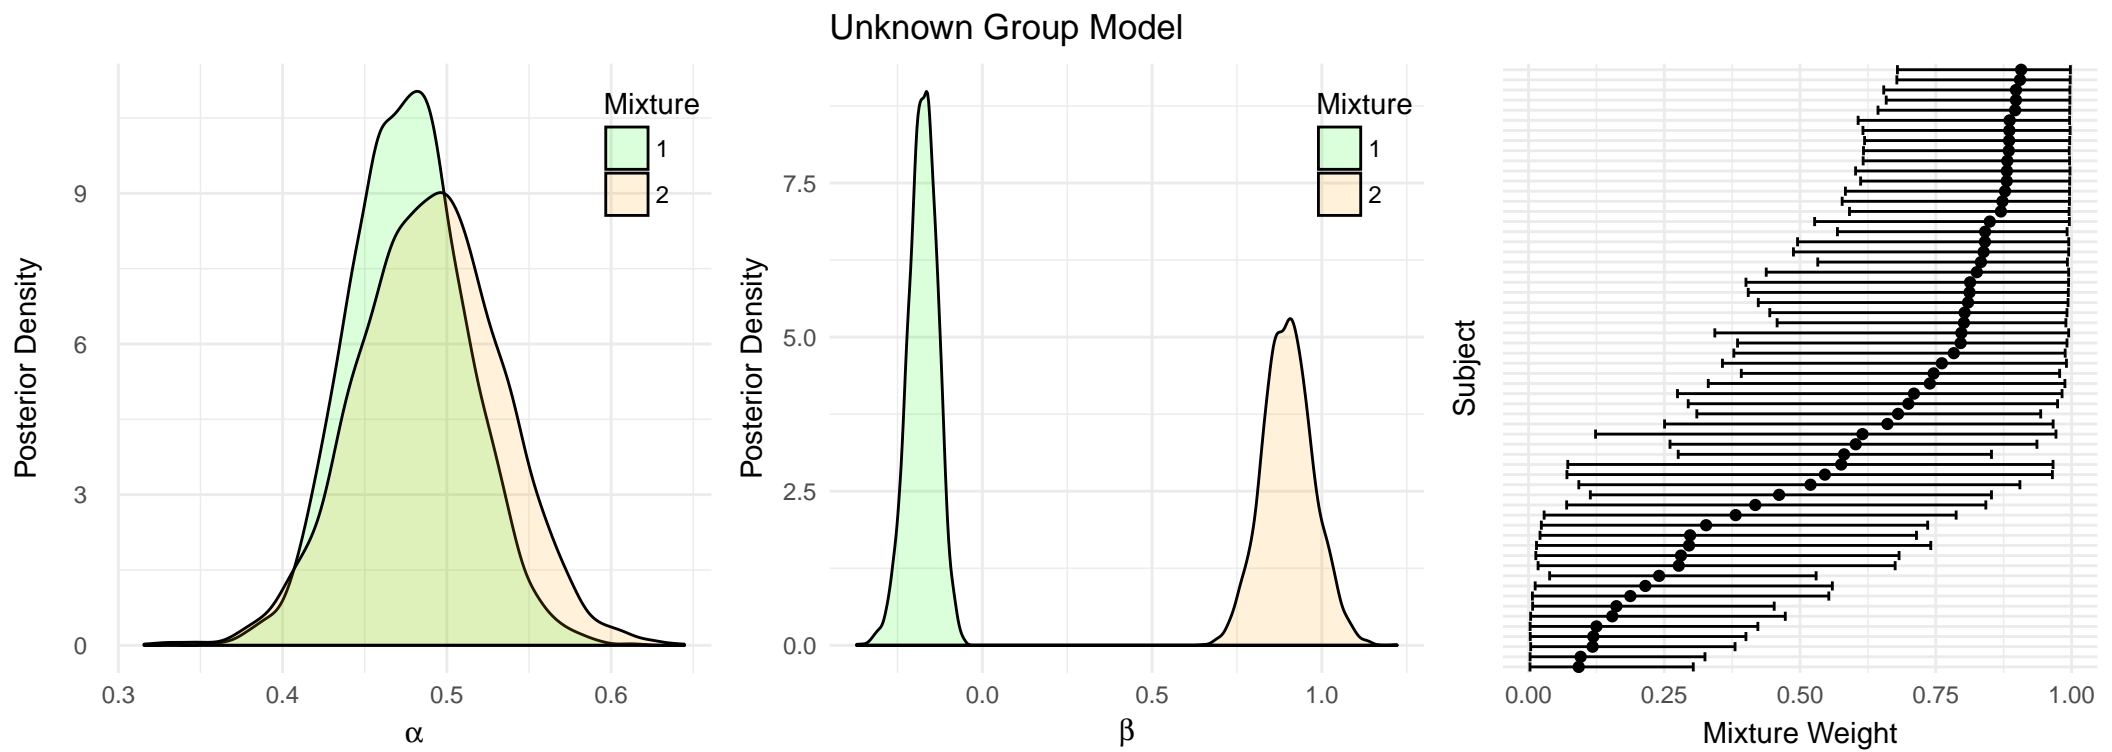 Unknown Group Model
Posterior Density
9
6
3
0
0.3 0.4 0.5 0.6
α
Mixture
1
2
Posterior Density
7.5
5.0
2.5
0.0
0.0 0.5 1.0
β
Mixture
1
2
Subject
0.00 0.25 0.50 0.75 1.00
Mixture Weight